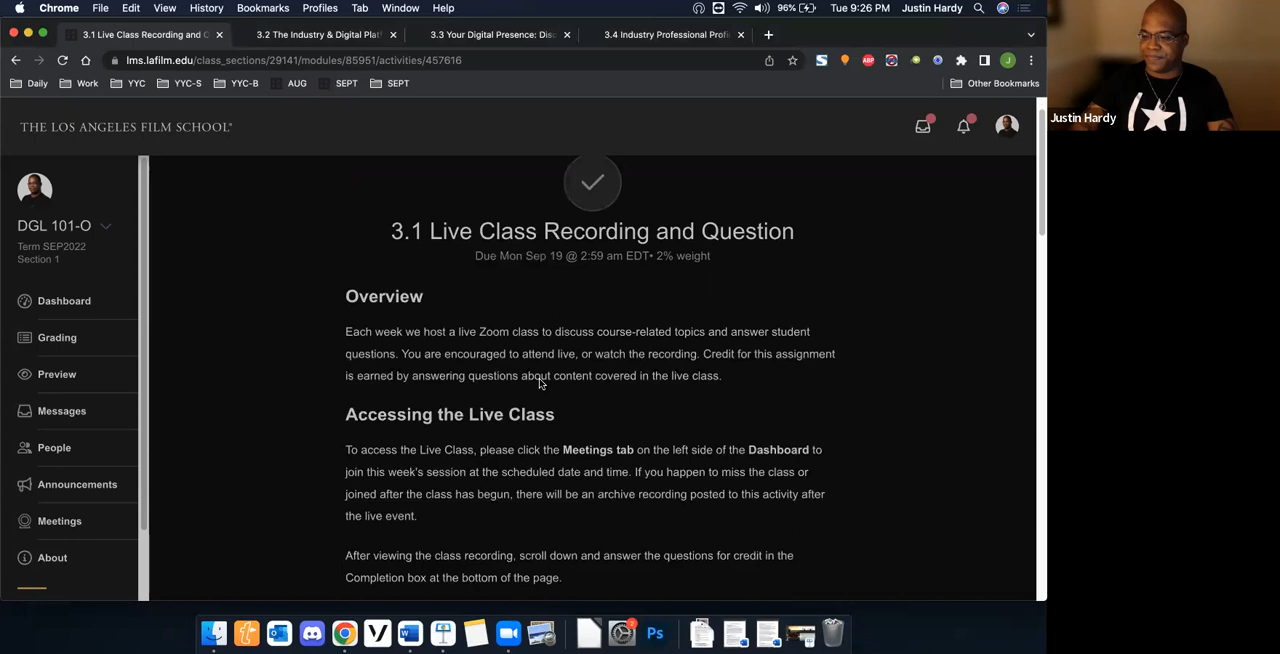 Chrome File Edit View History Bookmarks Profiles Tab Window Help 96% Tue 9:26 PM Justin Hardy
3.1 Live Class Recording and Q 3.2 The Industry & Digital Plat 3.3 Your Digital Presence: Disc 3.4 Industry Professional Profi
lms.lafilm.edu/class_sections/29141/modules/85951/activities/457616
ABP J
Daily Work YYC YYC-S YYC-B AUG SEPT SEPT Other Bookmarks
Justin Hardy
THE LOS ANGELES FILM SCHOOL®
DGL 101-O
Term SEP2022
Section 1
Dashboard
Grading
Preview
Messages
People
Announcements
Meetings
About
3.1 Live Class Recording and Question
Due Mon Sep 19 @ 2:59 am EDT• 2% weight
Overview
Each week we host a live Zoom class to discuss course-related topics and answer student
questions. You are encouraged to attend live, or watch the recording. Credit for this assignment
is earned by answering questions about content covered in the live class.
Accessing the Live Class
To access the Live Class, please click the Meetings tab on the left side of the Dashboard to
join this week's session at the scheduled date and time. If you happen to miss the class or
joined after the class has begun, there will be an archive recording posted to this activity after
the live event.
After viewing the class recording, scroll down and answer the questions for credit in the
Completion box at the bottom of the page.
2
Ps